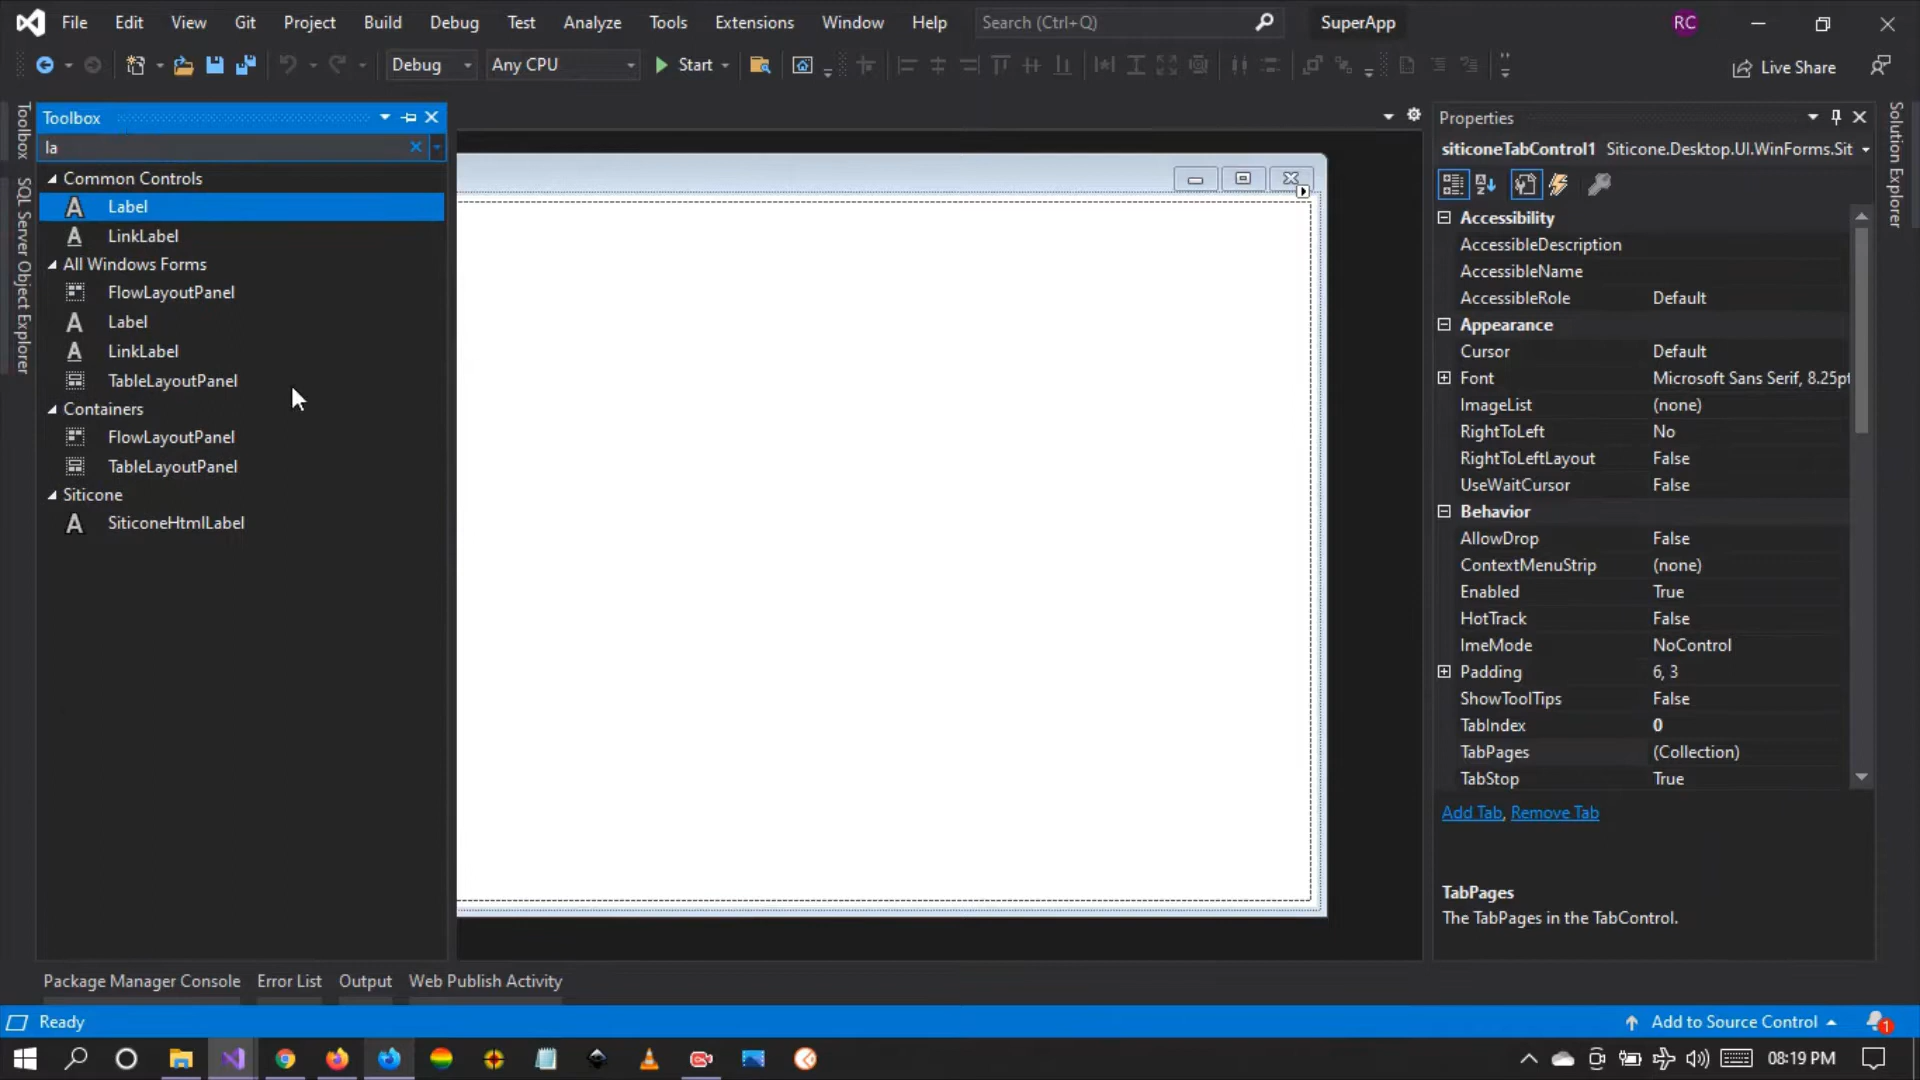 File Edit View Git Project Build Debug Test Analyze Tools Extensions Window Help Search (Ctrl+Q) SuperApp RC
Debug Any CPU Start Live Share
Toolbox
SQL Server Object Explorer
Toolbox
la
Common Controls
Label
LinkLabel
All Windows Forms
FlowLayoutPanel
Label
LinkLabel
TableLayoutPanel
Containers
FlowLayoutPanel
TableLayoutPanel
Siticone
SiticoneHtmlLabel
Properties
siticoneTabControl1 Siticone.Desktop.UI.WinForms.Sit
Accessibility
AccessibleDescription
AccessibleName
AccessibleRole Default
Appearance
Cursor Default
Font Microsoft Sans Serif, 8.25pt
ImageList (none)
RightToLeft No
RightToLeftLayout False
UseWaitCursor False
Behavior
AllowDrop False
ContextMenuStrip (none)
Enabled True
HotTrack False
ImeMode NoControl
Padding 6, 3
ShowToolTips False
TabIndex 0
TabPages (Collection)
TabStop True
Add Tab, Remove Tab
TabPages
The TabPages in the TabControl.
Solution Explorer
Package Manager Console Error List Output Web Publish Activity
Ready Add to Source Control 1
08:19 PM